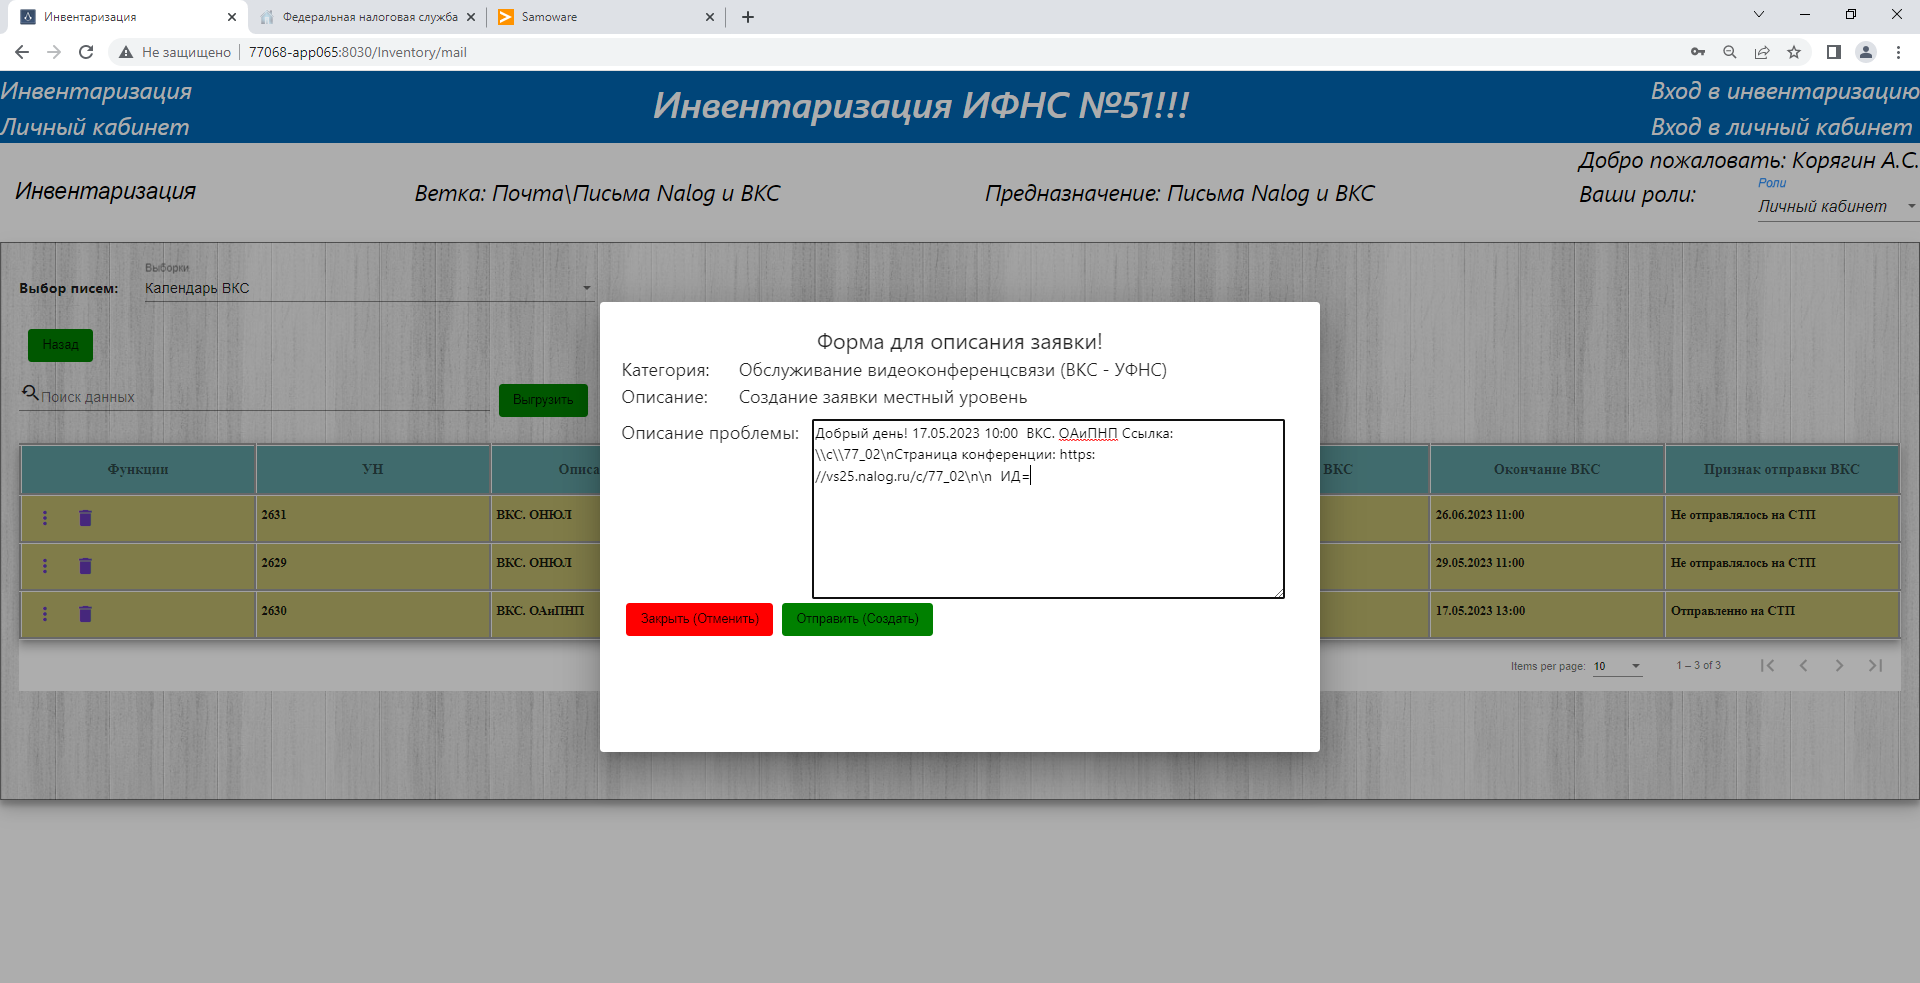 Инвентаризация
Федеральная налоговая служба
Samoware
Не защищено
77068-app065:8030/Inventory/mail
Инвентаризация
Личный кабинет
Инвентаризация ИФНС №51!!!
Вход в инвентаризацию
Вход в личный кабинет
Добро пожаловать: Корягин А.С.
Инвентаризация
Ветка: Почта\Письма Nalog и ВКС
Предназначение: Письма Nalog и ВКС
Ваши роли:
Роли
Личный кабинет
Выборки
Выбор писем:
Календарь ВКС
Назад
Поиск данных
Выгрузить
Форма для описания заявки!
Категория: Обслуживание видеоконференцсвязи (ВКС - УФНС)
Описание: Создание заявки местный уровень
Описание проблемы:
Добрый день! 17.05.2023 10:00  ВКС. ОАиПНП Ссылка:
\\c\\77_02\nСтраница конференции: https:
//vs25.nalog.ru/c/77_02\n\n  ИД=
Закрыть (Отменить)
Отправить (Создать)
Функции УН Описа ВКС Окончание ВКС Признак отправки ВКС
2631 ВКС. ОНЮЛ 26.06.2023 11:00 Не отправлялось на СТП
2629 ВКС. ОНЮЛ 29.05.2023 11:00 Не отправлялось на СТП
2630 ВКС. ОАиПНП 17.05.2023 13:00 Отправленно на СТП
Items per page: 10
1 – 3 of 3